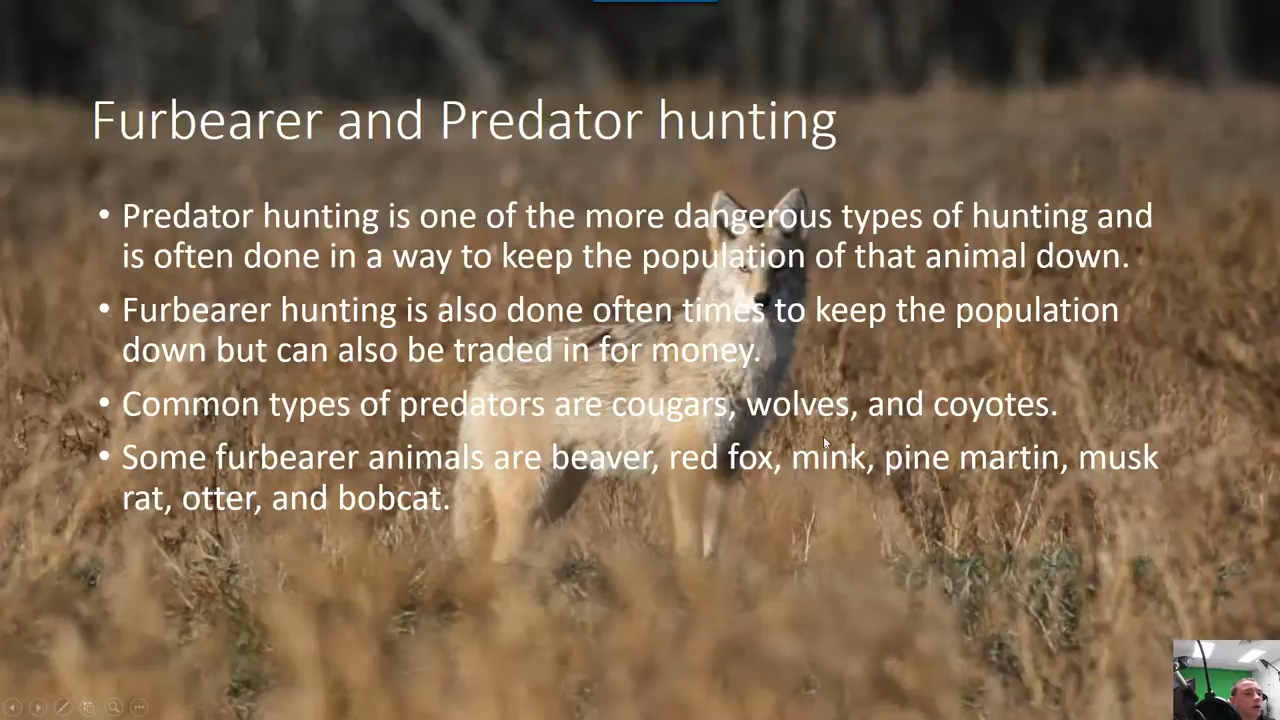 Furbearer and Predator hunting
• Predator hunting is one of the more dangerous types of hunting and
is often done in a way to keep the population of that animal down.
• Furbearer hunting is also done often times to keep the population
down but can also be traded in for money.
• Common types of predators are cougars, wolves, and coyotes.
• Some furbearer animals are beaver, red fox, mink, pine martin, musk
rat, otter, and bobcat.